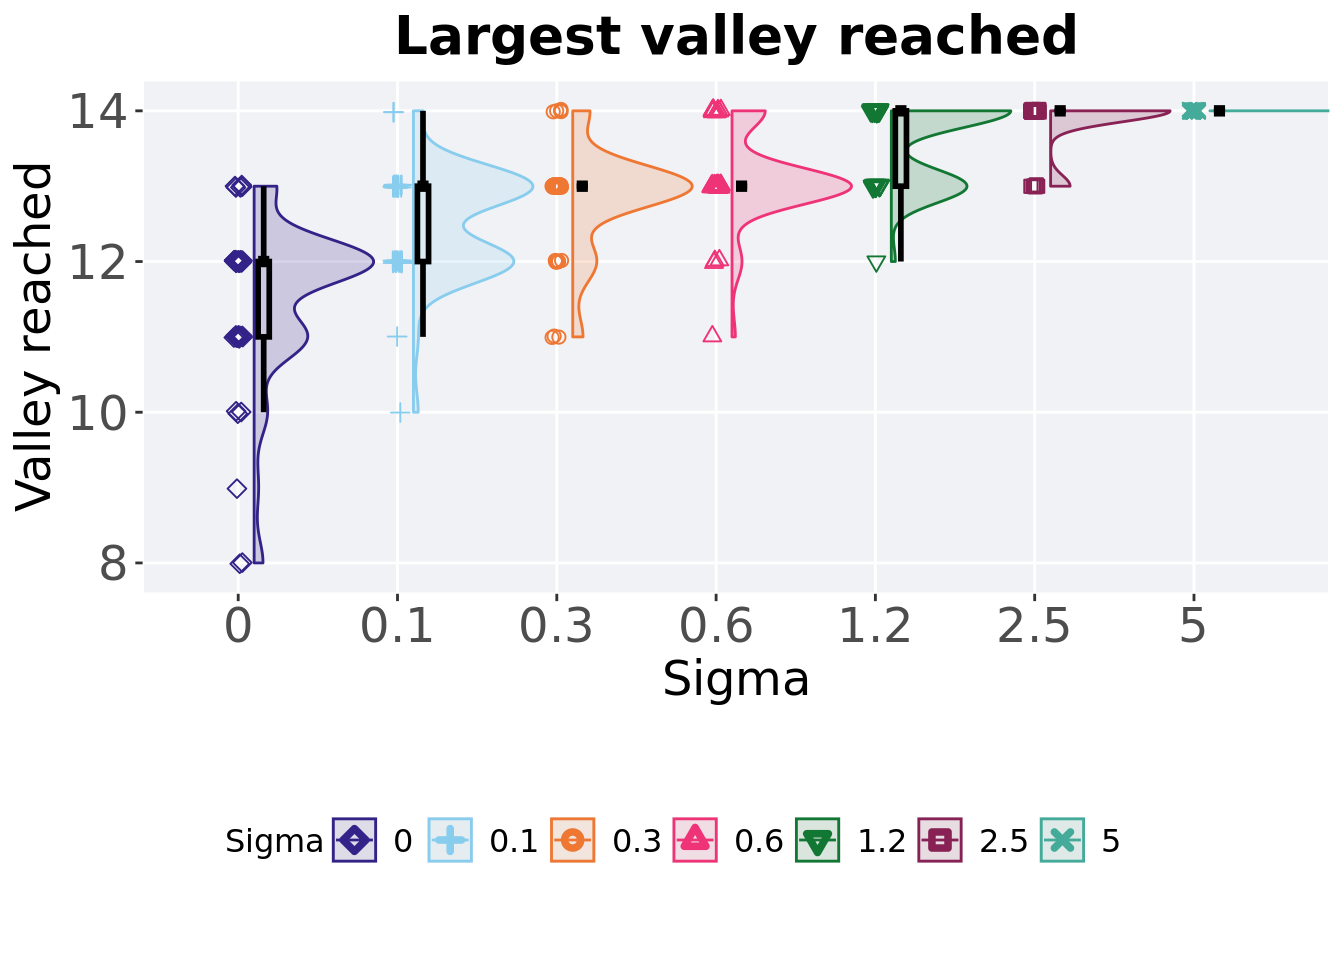 Largest valley reached
Valley reached
14
12
10
8
0 0.1 0.3 0.6 1.2 2.5 5
Sigma
Sigma 0 0.1 0.3 0.6 1.2 2.5 5